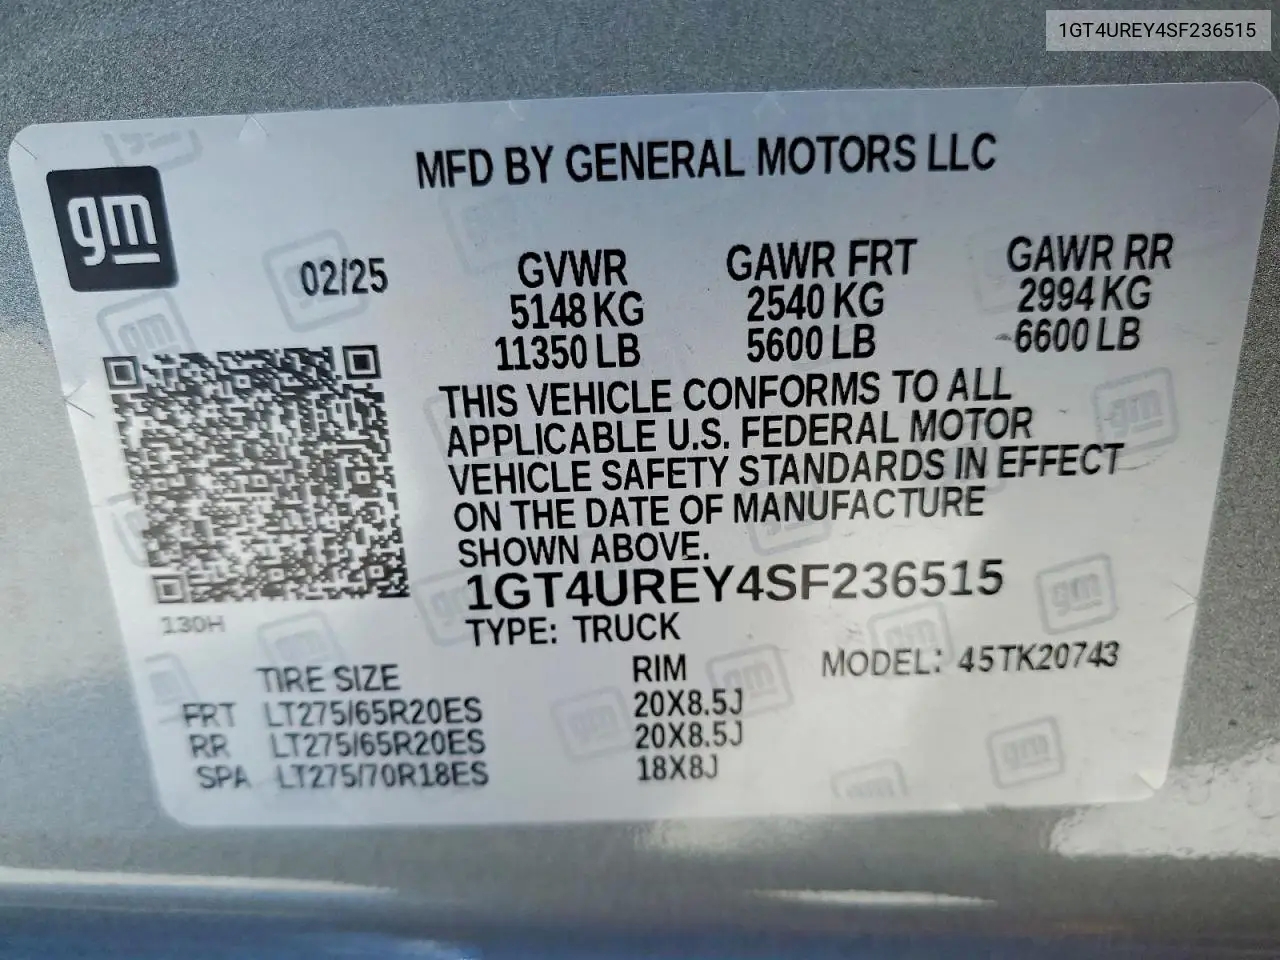 1GT4UREY4SF236515
MFD BY GENERAL MOTORS LLC
gm
02/25 GVWR GAWR FRT GAWR RR
5148 KG 2540 KG 2994 KG
11350 LB 5600 LB 6600 LB
THIS VEHICLE CONFORMS TO ALL
APPLICABLE U.S. FEDERAL MOTOR
VEHICLE SAFETY STANDARDS IN EFFECT
ON THE DATE OF MANUFACTURE
SHOWN ABOVE.
1GT4UREY4SF236515
130H
TYPE: TRUCK
TIRE SIZE RIM MODEL: 45TK20743
FRT LT275/65R20ES 20X8.5J
RR LT275/65R20ES 20X8.5J
SPA LT275/70R18ES 18X8J